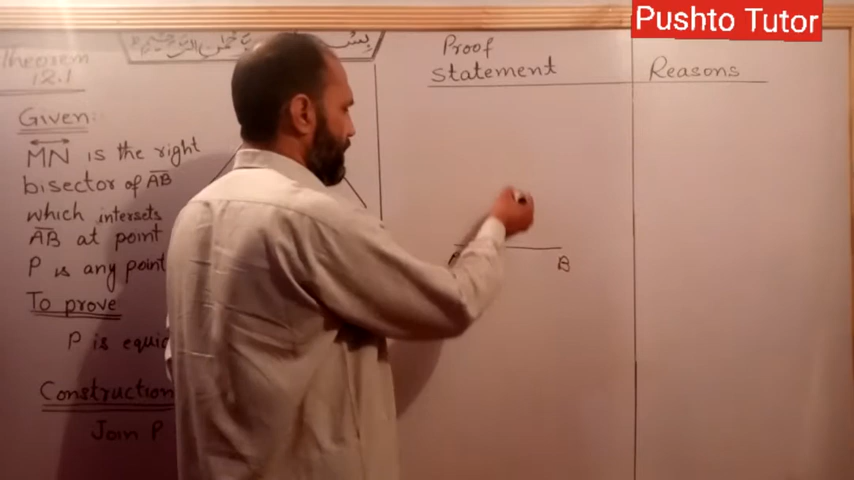 Pushto Tutor
Theorem
12.1
Given:
MN is the right
bisector of AB
which intersets
AB at point
P is any point
To prove
P is equid
Construction
Join P
Proof
Statement
Reasons
B